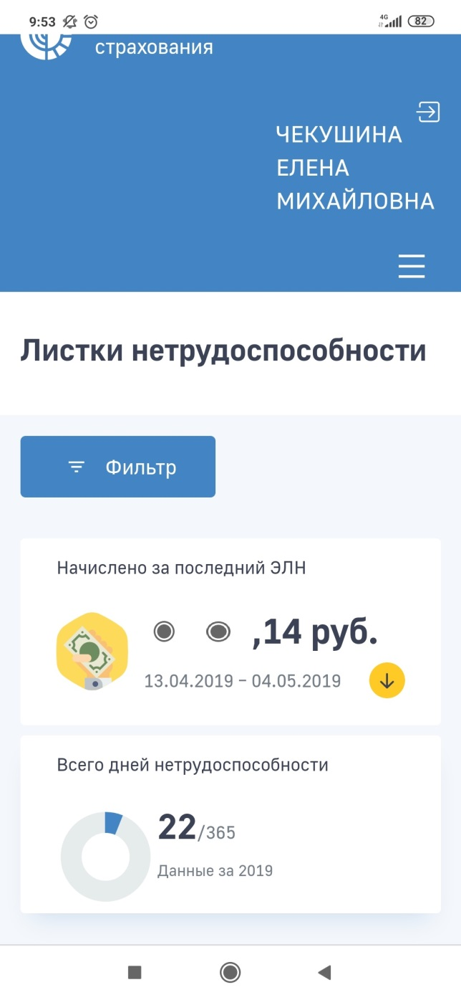 9:53
4G
82
страхования
ЧЕКУШИНА
ЕЛЕНА
МИХАЙЛОВНА
Листки нетрудоспособности
Фильтр
Начислено за последний ЭЛН
,14 руб.
13.04.2019 – 04.05.2019
Всего дней нетрудоспособности
22/365
Данные за 2019